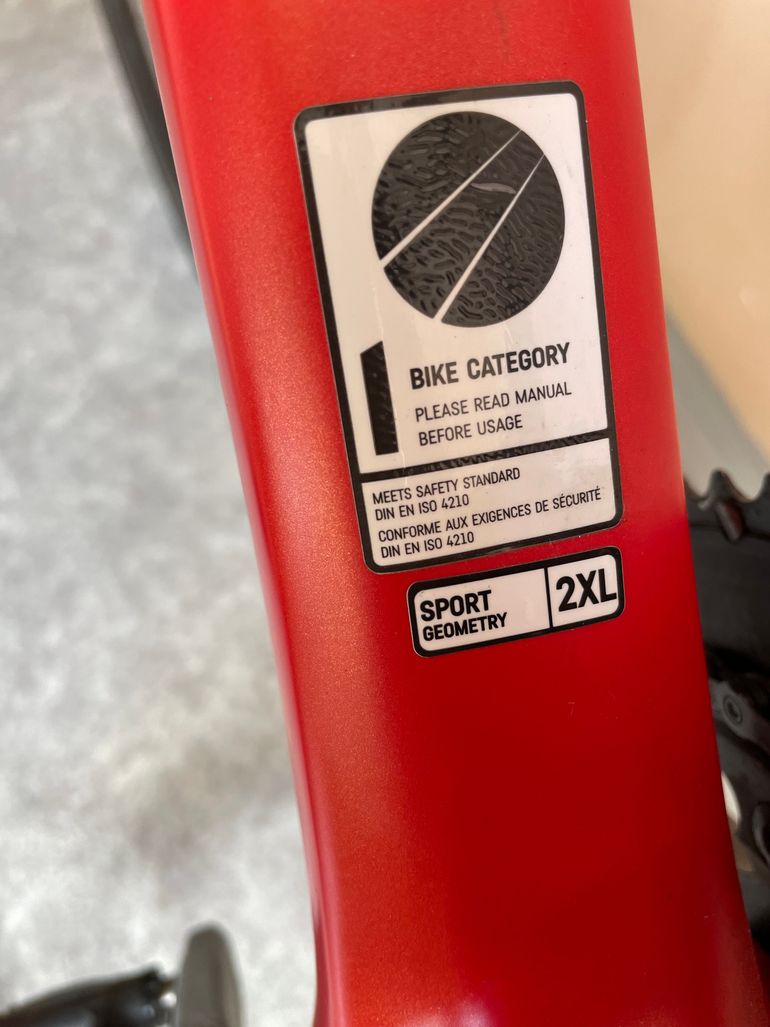 1
BIKE CATEGORY
PLEASE READ MANUAL
BEFORE USAGE
MEETS SAFETY STANDARD
DIN EN ISO 4210
CONFORME AUX EXIGENCES DE SÉCURITÉ
DIN EN ISO 4210
SPORT
GEOMETRY
2XL